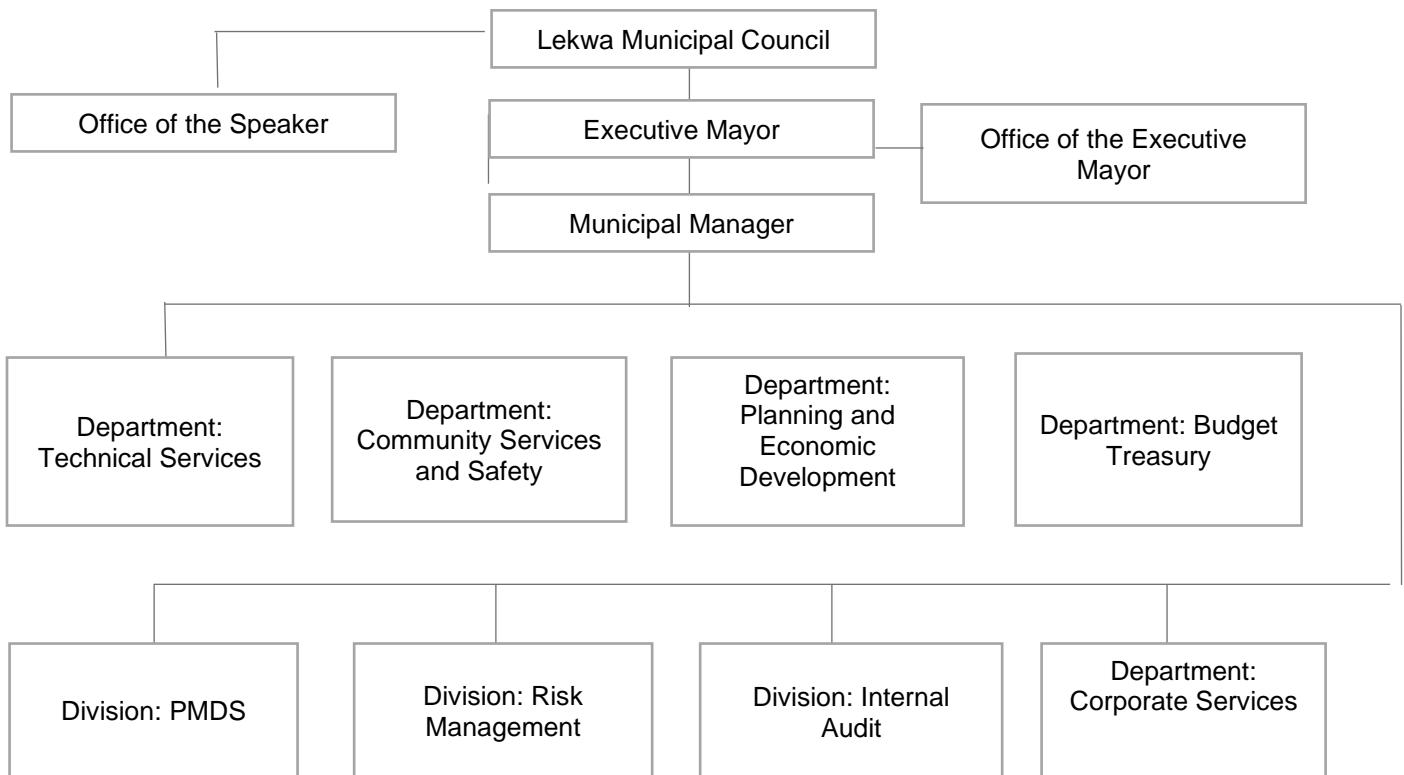 Lekwa Municipal Council
Office of the Speaker
Executive Mayor
Office of the Executive
Mayor
Municipal Manager
Department:
Technical Services
Department:
Community Services
and Safety
Department:
Planning and
Economic
Development
Department: Budget
Treasury
Division: PMDS
Division: Risk
Management
Division: Internal
Audit
Department:
Corporate Services